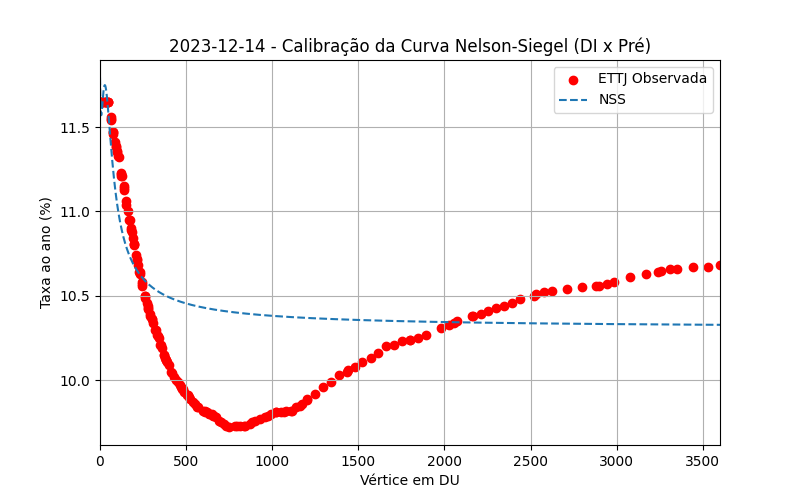 2023-12-14 - Calibração da Curva Nelson-Siegel (DI x Pré)
ETTJ Observada
NSS
Taxa ao ano (%)
11.5
11.0
10.5
10.0
0 500 1000 1500 2000 2500 3000 3500
Vértice em DU